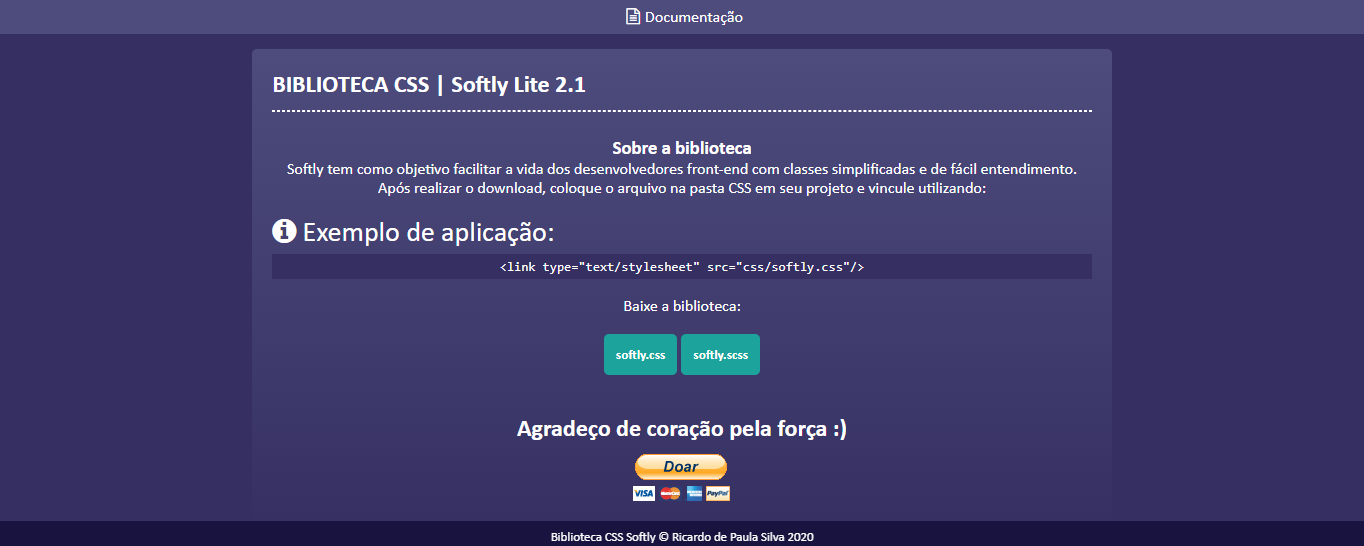 Documentação
BIBLIOTECA CSS | Softly Lite 2.1
Sobre a biblioteca
Softly tem como objetivo facilitar a vida dos desenvolvedores front-end com classes simplificadas e de fácil entendimento.
Após realizar o download, coloque o arquivo na pasta CSS em seu projeto e vincule utilizando:
Exemplo de aplicação:
<link type="text/stylesheet" src="css/softly.css"/>
Baixe a biblioteca:
softly.css softly.scss
Agradeço de coração pela força :)
Doar
VISA MasterCard AMERICAN EXPRESS PayPal
Biblioteca CSS Softly © Ricardo de Paula Silva 2020